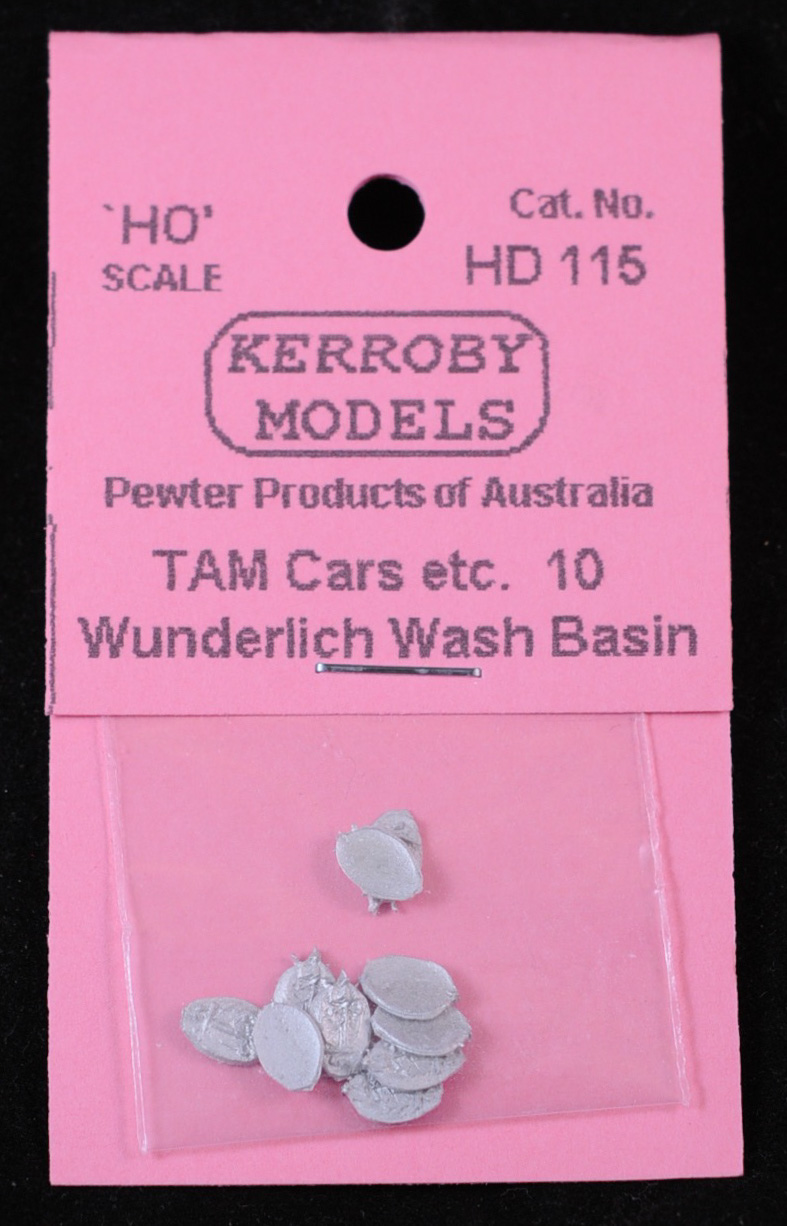 `HO'
SCALE
Cat. No.
HD 115
KERROBY
MODELS
Pewter Products of Australia
TAM Cars etc. 10
Wunderlich Wash Basin